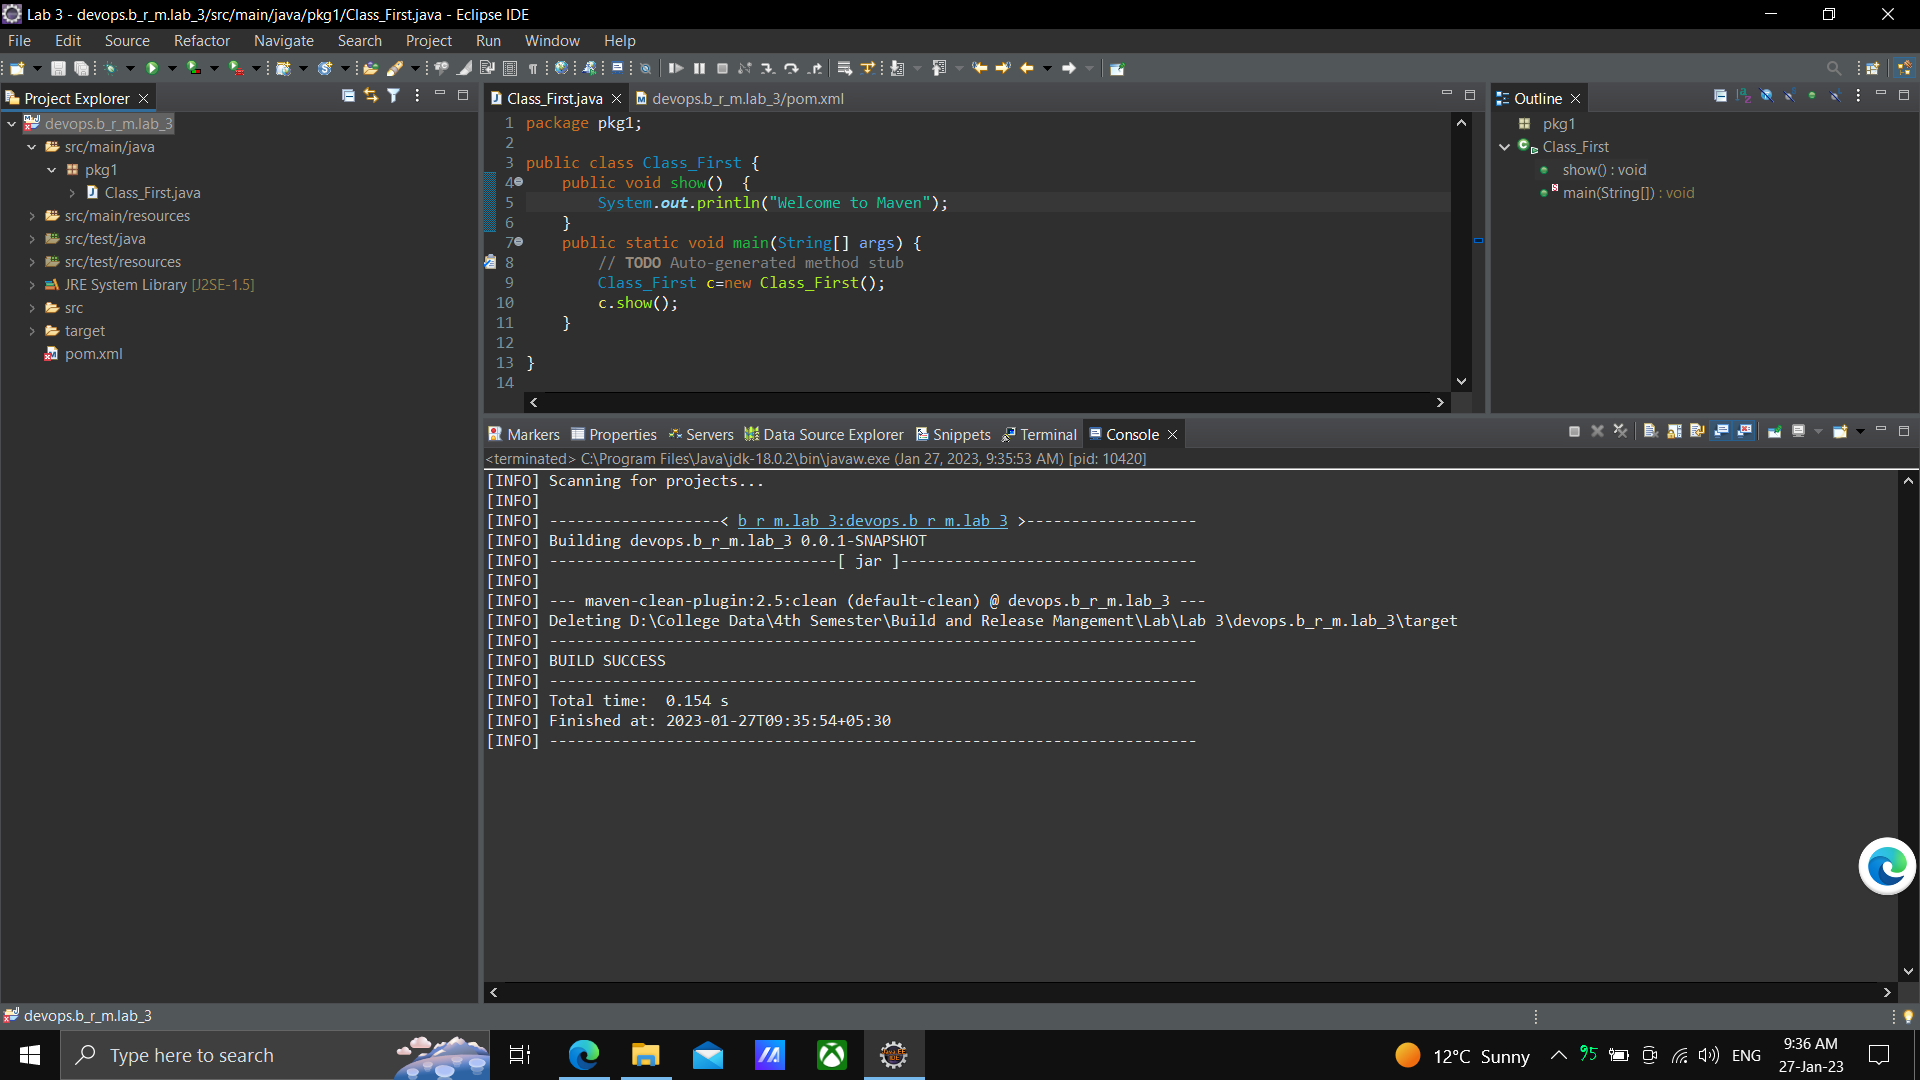 Lab 3 - devops.b_r_m.lab_3/src/main/java/pkg1/Class_First.java - Eclipse IDE
File Edit Source Refactor Navigate Search Project Run Window Help
Project Explorer
devops.b_r_m.lab_3
src/main/java
pkg1
Class_First.java
src/main/resources
src/test/java
src/test/resources
JRE System Library [J2SE-1.5]
src
target
pom.xml
Class_First.java devops.b_r_m.lab_3/pom.xml
1 package pkg1;
2
3 public class Class_First {
4 public void show()  {
5 System.out.println("Welcome to Maven");
6 }
7 public static void main(String[] args) {
8 // TODO Auto-generated method stub
9 Class_First c=new Class_First();
10 c.show();
11 }
12
13 }
14
Outline
pkg1
Class_First
show() : void
main(String[]) : void
Markers Properties Servers Data Source Explorer Snippets Terminal Console
<terminated> C:\Program Files\Java\jdk-18.0.2\bin\javaw.exe (Jan 27, 2023, 9:35:53 AM) [pid: 10420]
[INFO] Scanning for projects...
[INFO]
[INFO] -------------------< b_r_m.lab_3:devops.b_r_m.lab_3 >-------------------
[INFO] Building devops.b_r_m.lab_3 0.0.1-SNAPSHOT
[INFO] --------------------------------[ jar ]---------------------------------
[INFO]
[INFO] --- maven-clean-plugin:2.5:clean (default-clean) @ devops.b_r_m.lab_3 ---
[INFO] Deleting D:\College Data\4th Semester\Build and Release Mangement\Lab\Lab 3\devops.b_r_m.lab_3\target
[INFO] ------------------------------------------------------------------------
[INFO] BUILD SUCCESS
[INFO] ------------------------------------------------------------------------
[INFO] Total time:  0.154 s
[INFO] Finished at: 2023-01-27T09:35:54+05:30
[INFO] ------------------------------------------------------------------------
devops.b_r_m.lab_3
Type here to search
12°C Sunny
95
ENG
9:36 AM
27-Jan-23